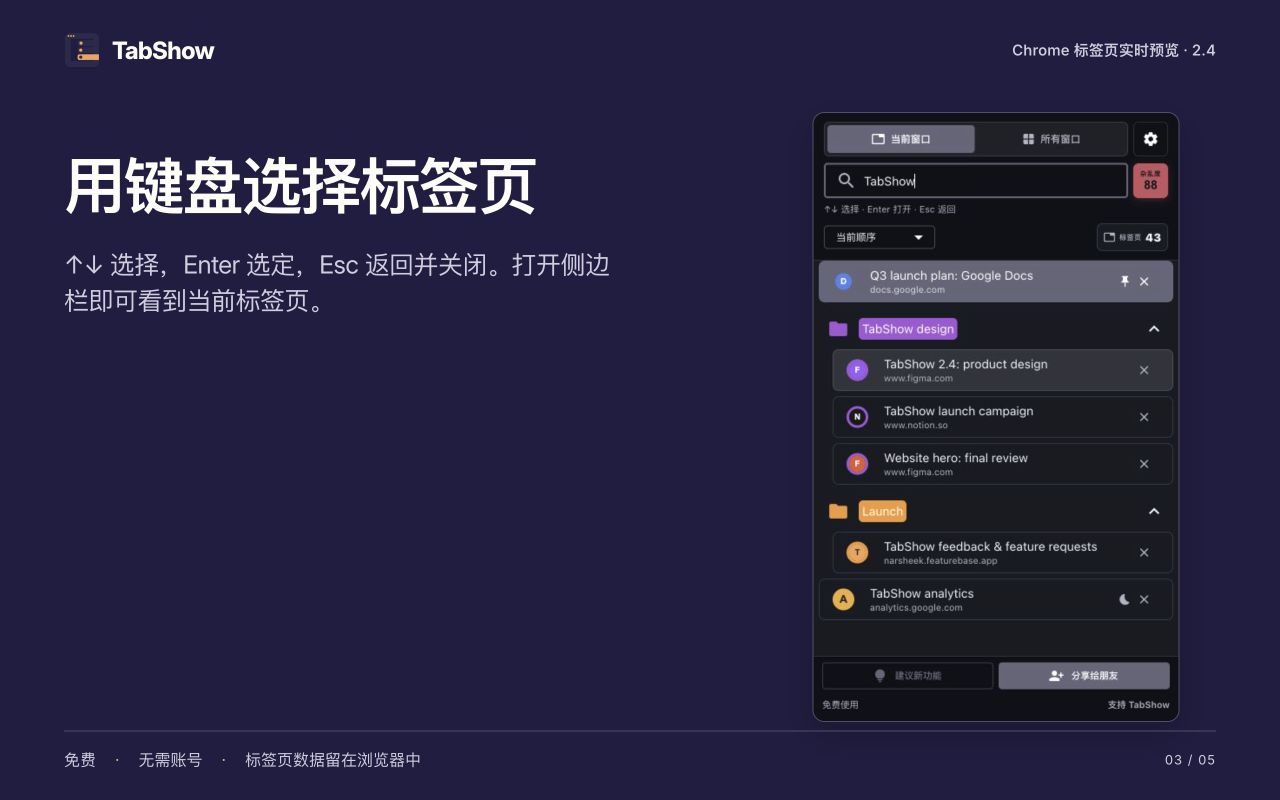 TabShow
Chrome 标签页实时预览 · 2.4
用键盘选择标签页
↑↓ 选择，Enter 选定，Esc 返回并关闭。打开侧边
栏即可看到当前标签页。
当前窗口
所有窗口
TabShow
杂乱度
88
↑↓ 选择 · Enter 打开 · Esc 返回
当前顺序
标签页 43
D
Q3 launch plan: Google Docs
docs.google.com
TabShow design
F
TabShow 2.4: product design
www.figma.com
N
TabShow launch campaign
www.notion.so
F
Website hero: final review
www.figma.com
Launch
T
TabShow feedback & feature requests
narsheek.featurebase.app
A
TabShow analytics
analytics.google.com
建议新功能
分享给朋友
免费使用
支持 TabShow
免费 · 无需账号 · 标签页数据留在浏览器中
03 / 05